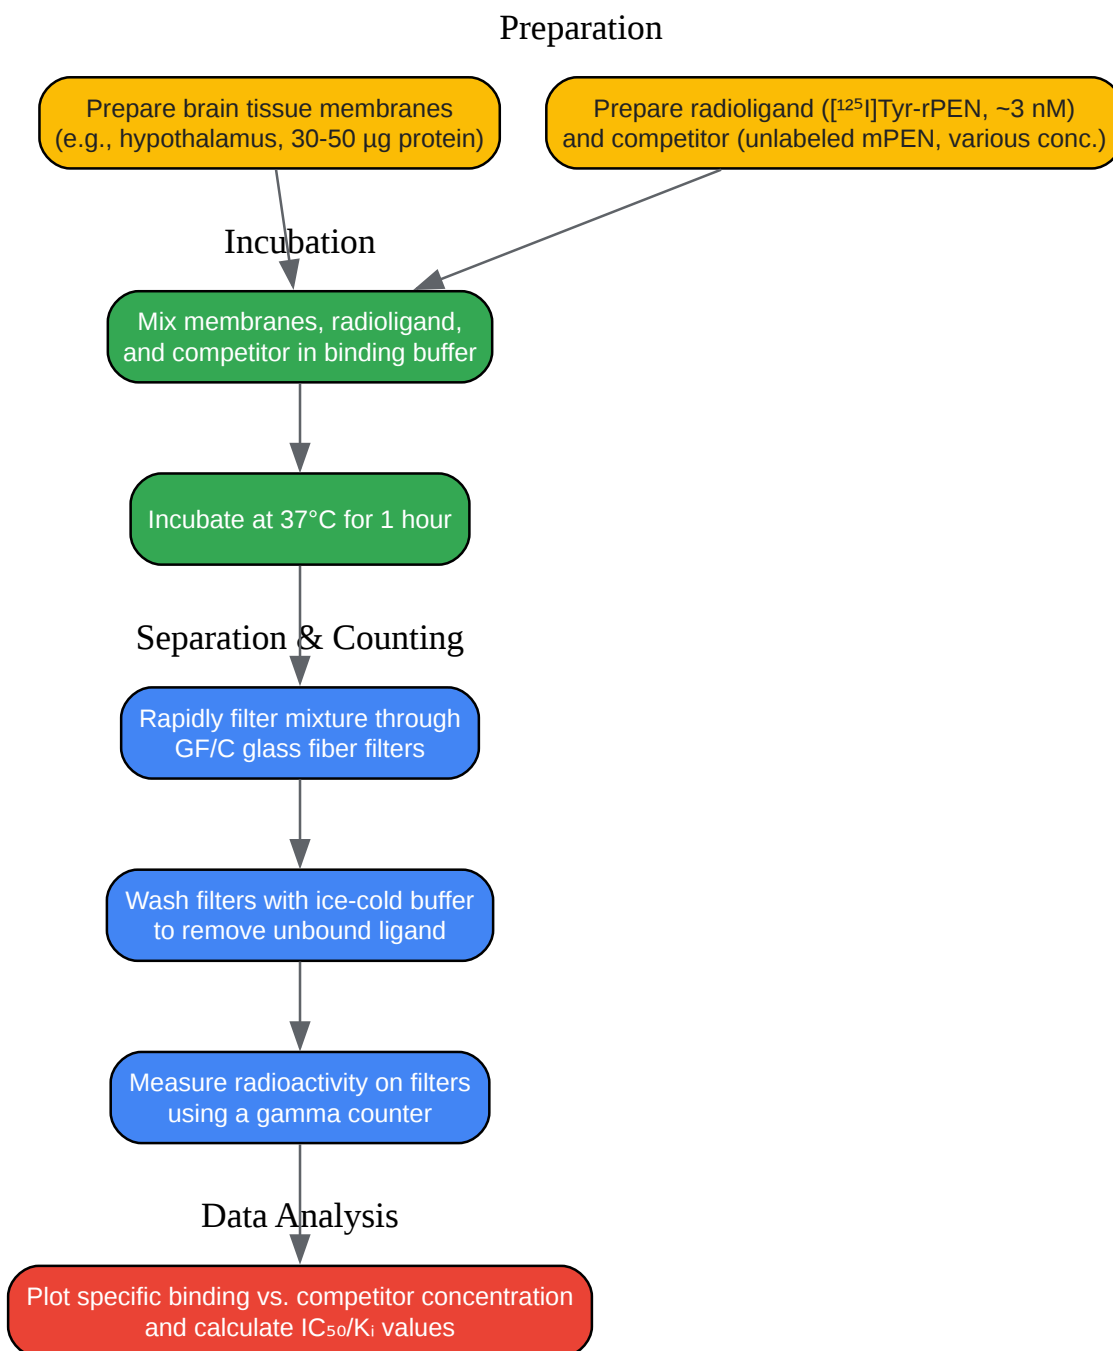 Preparation
Prepare brain tissue membranes
(e.g., hypothalamus, 30-50 µg protein)
Prepare radioligand ([¹²⁵I]Tyr-rPEN, ~3 nM)
and competitor (unlabeled mPEN, various conc.)
Incubation
Mix membranes, radioligand,
and competitor in binding buffer
Incubate at 37°C for 1 hour
Separation & Counting
Rapidly filter mixture through
GF/C glass fiber filters
Wash filters with ice-cold buffer
to remove unbound ligand
Measure radioactivity on filters
using a gamma counter
Data Analysis
Plot specific binding vs. competitor concentration
and calculate IC₅₀/Kᵢ values